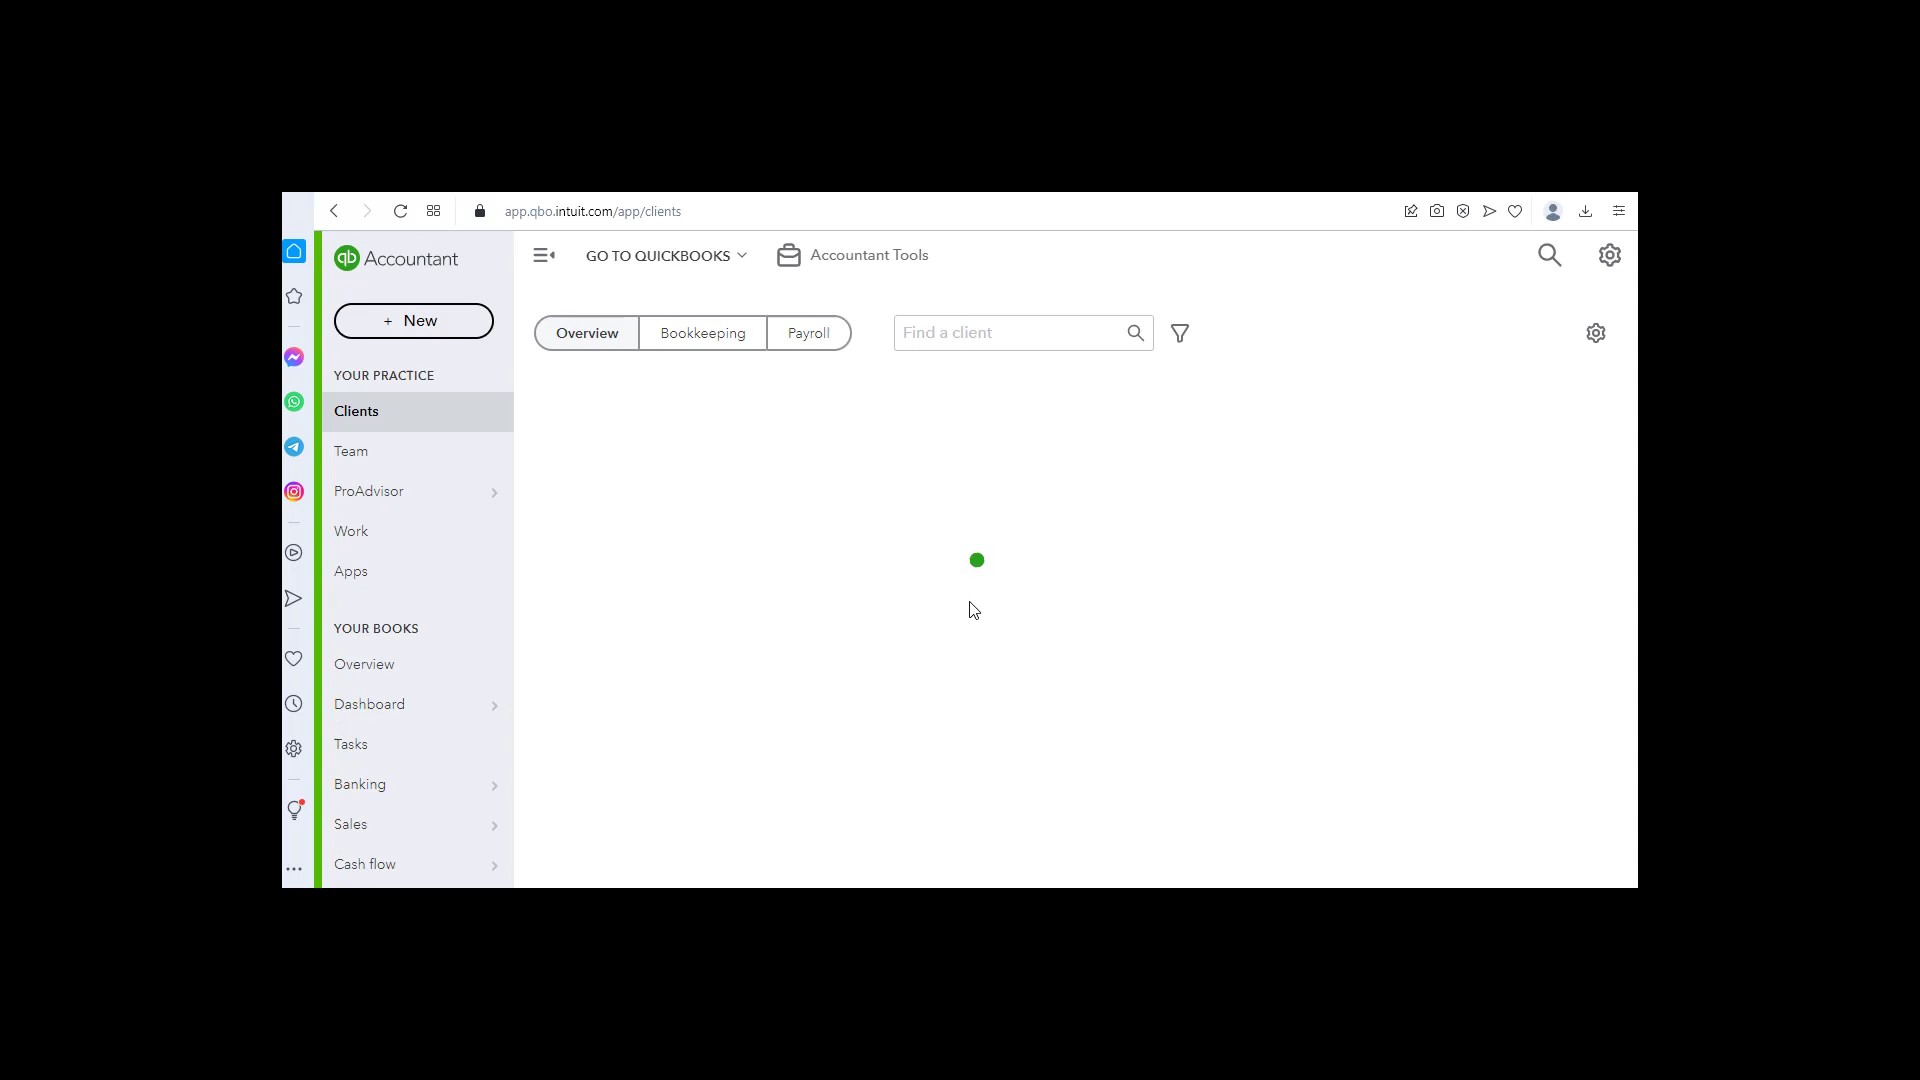 app.qbo.intuit.com/app/clients
qb Accountant
GO TO QUICKBOOKS
Accountant Tools
+ New
Overview
Bookkeeping
Payroll
Find a client
YOUR PRACTICE
Clients
Team
ProAdvisor
Work
Apps
YOUR BOOKS
Overview
Dashboard
Tasks
Banking
Sales
Cash flow